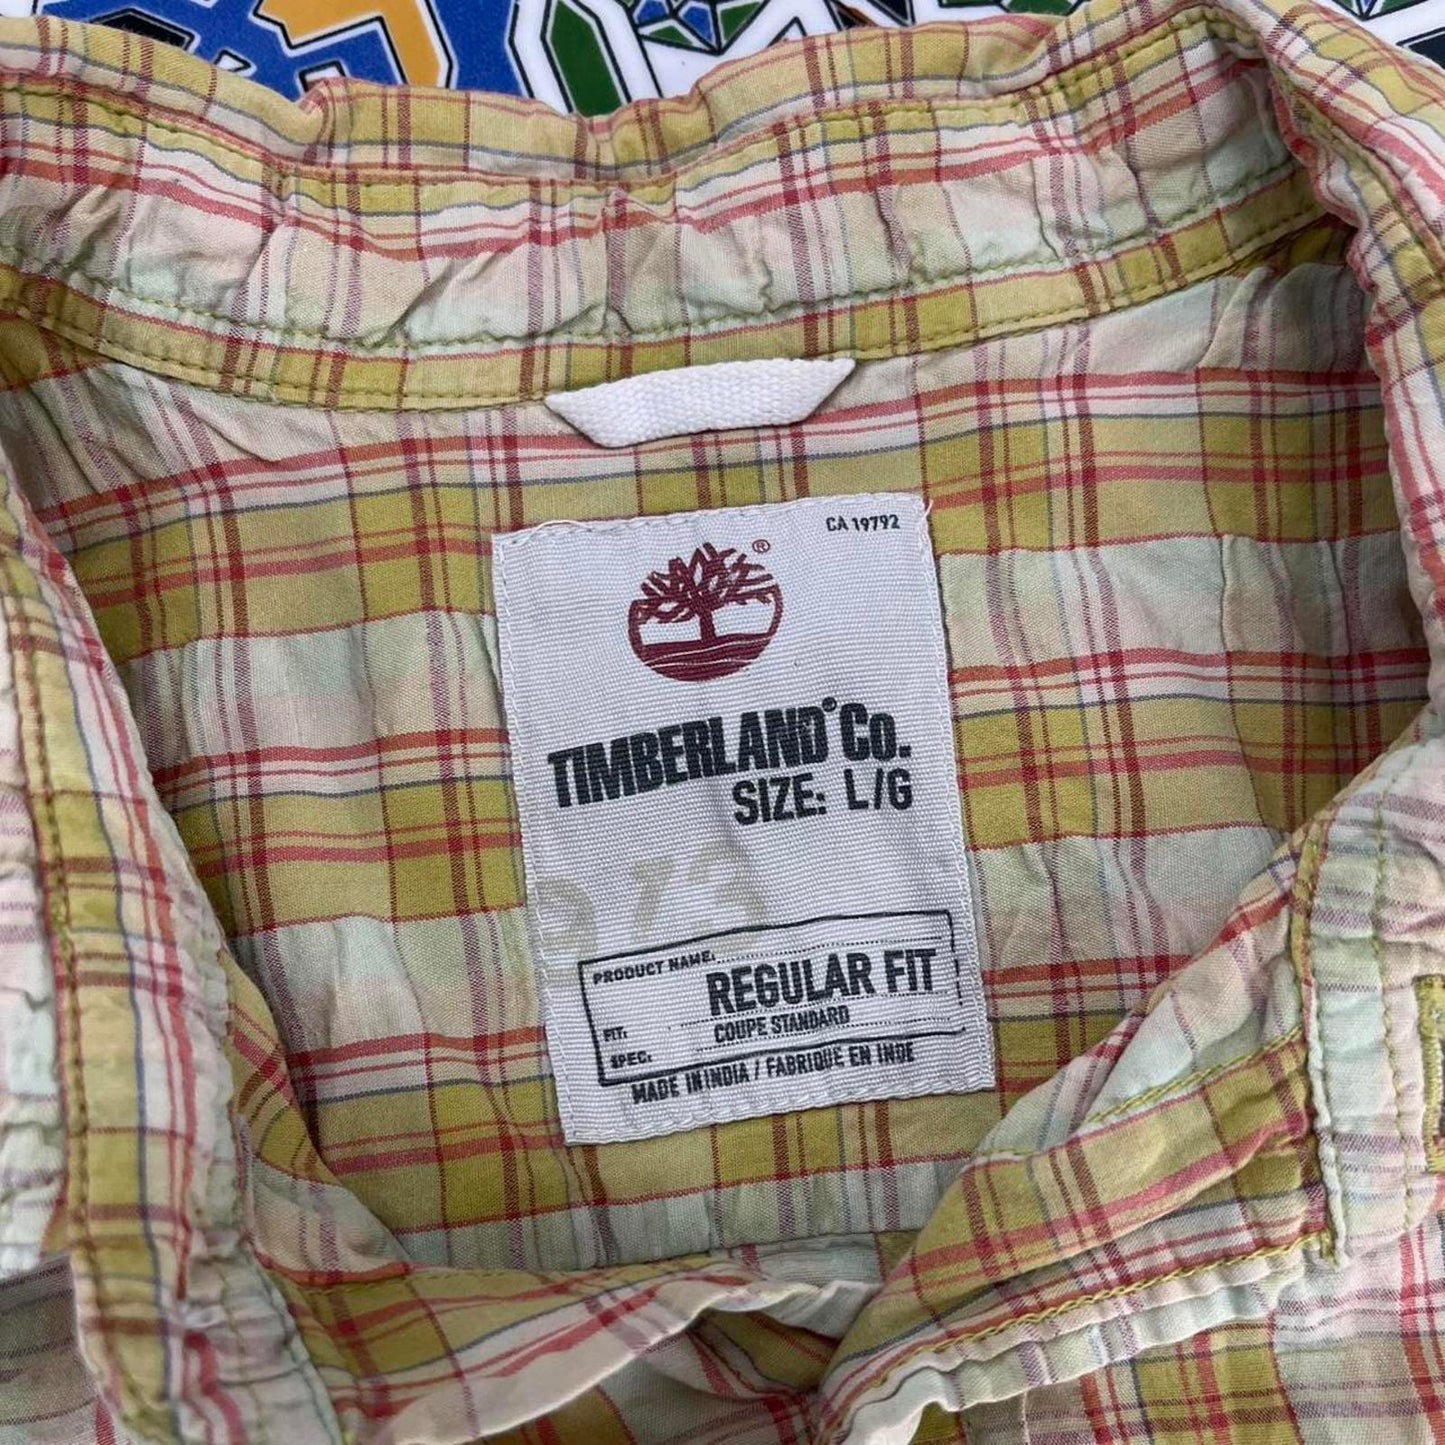 CA 19792
®
TIMBERLAND® Co.
SIZE: L/G
973
PRODUCT NAME:
REGULAR FIT
FIT:
COUPE STANDARD
SPEC:
MADE IN INDIA / FABRIQUE EN INDE